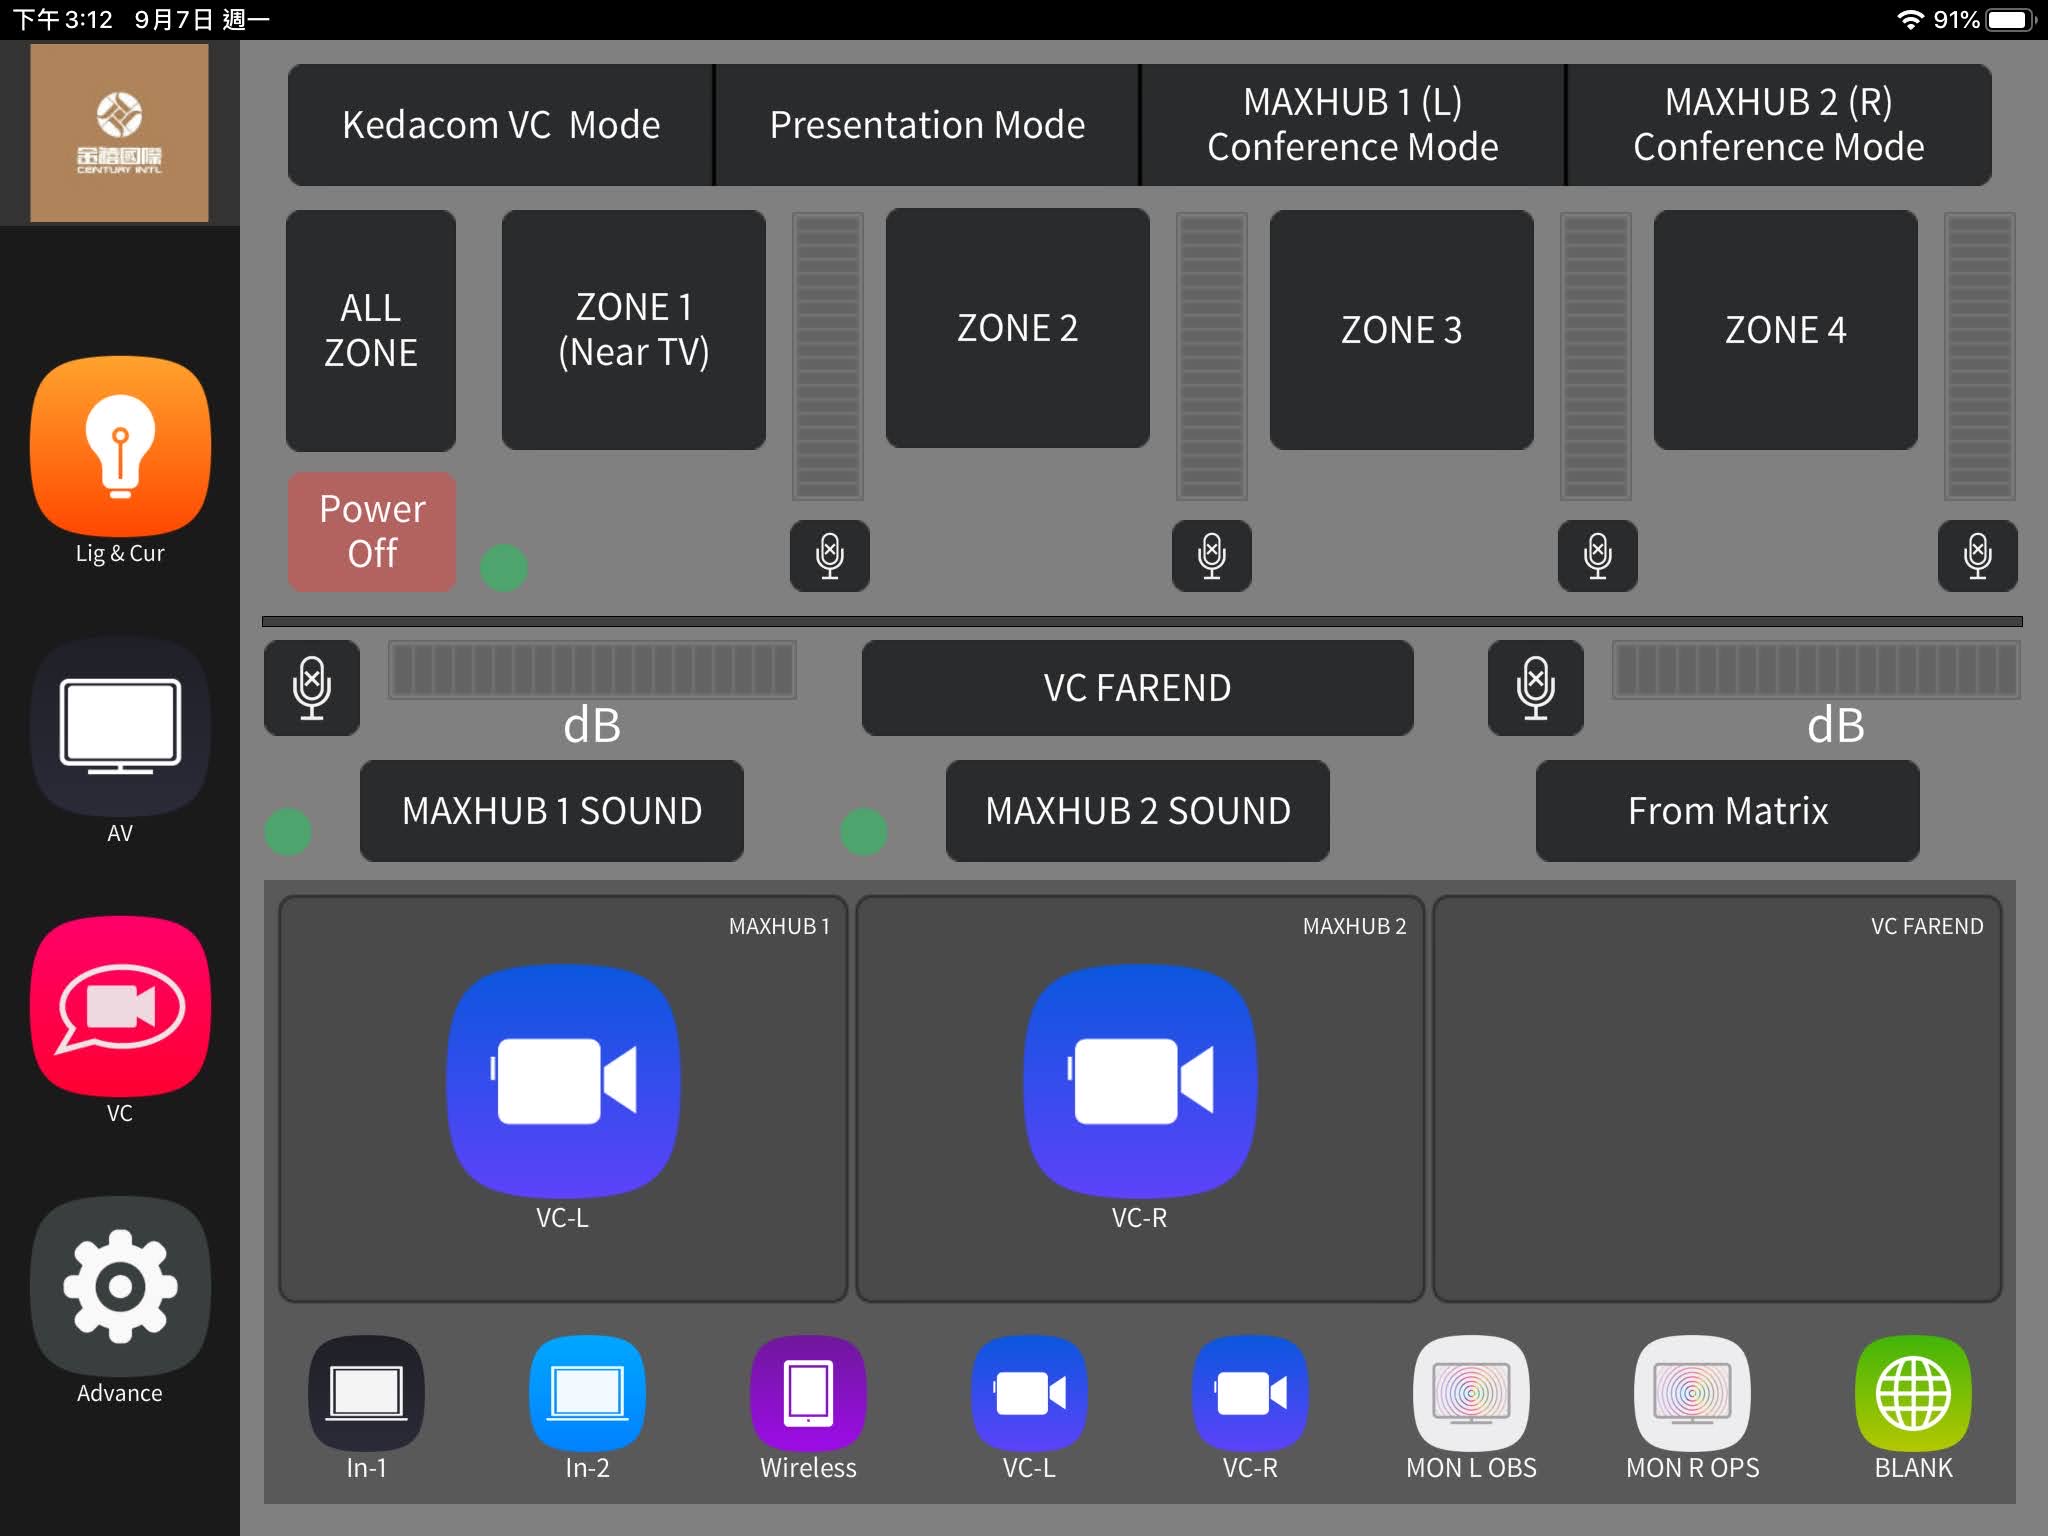 下午3:12 9月7日 週一
91%
金禧國際
CENTURY INTL
Kedacom VC Mode
Presentation Mode
MAXHUB 1 (L)
Conference Mode
MAXHUB 2 (R)
Conference Mode
ALL
ZONE
ZONE 1
(Near TV)
ZONE 2
ZONE 3
ZONE 4
Power
Off
Lig & Cur
dB
VC FAREND
dB
AV
MAXHUB 1 SOUND
MAXHUB 2 SOUND
From Matrix
MAXHUB 1
MAXHUB 2
VC FAREND
VC
VC-L
VC-R
Advance
In-1
In-2
Wireless
VC-L
VC-R
MON L OBS
MON R OPS
BLANK